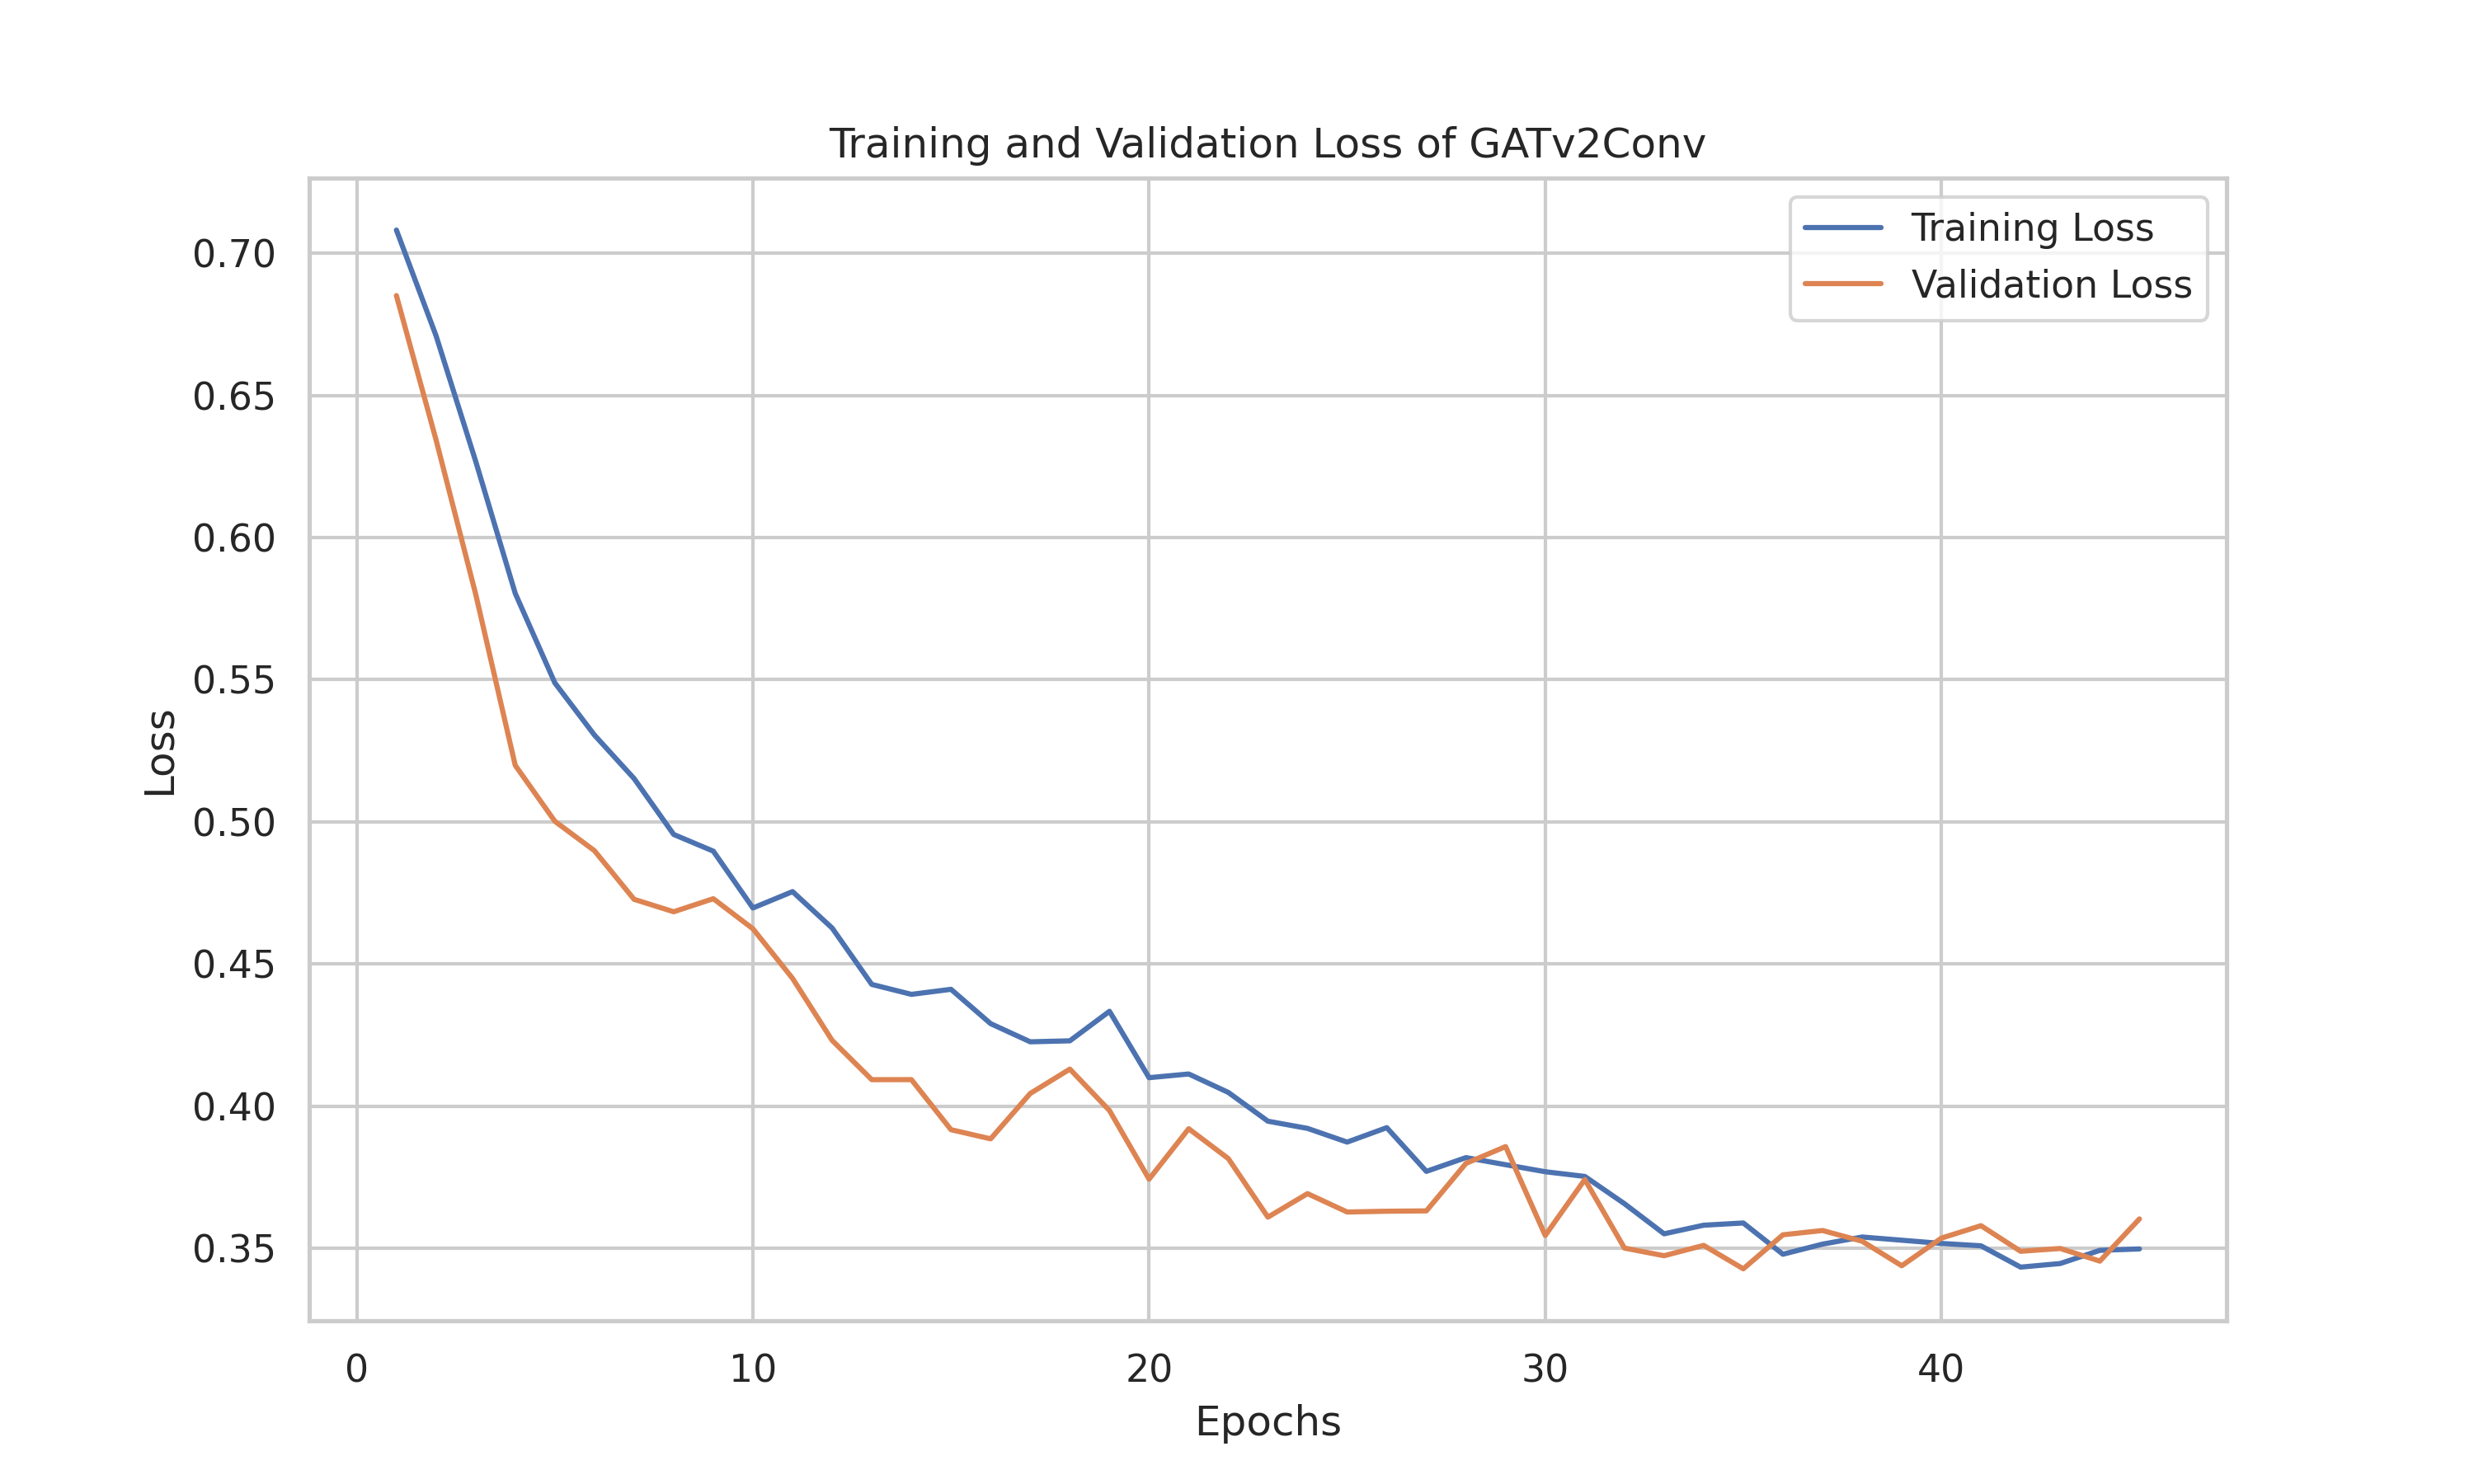 Training and Validation Loss of GATv2Conv
Training Loss
Validation Loss
0.70
0.65
0.60
0.55
0.50
0.45
0.40
0.35
Loss
0 10 20 30 40
Epochs